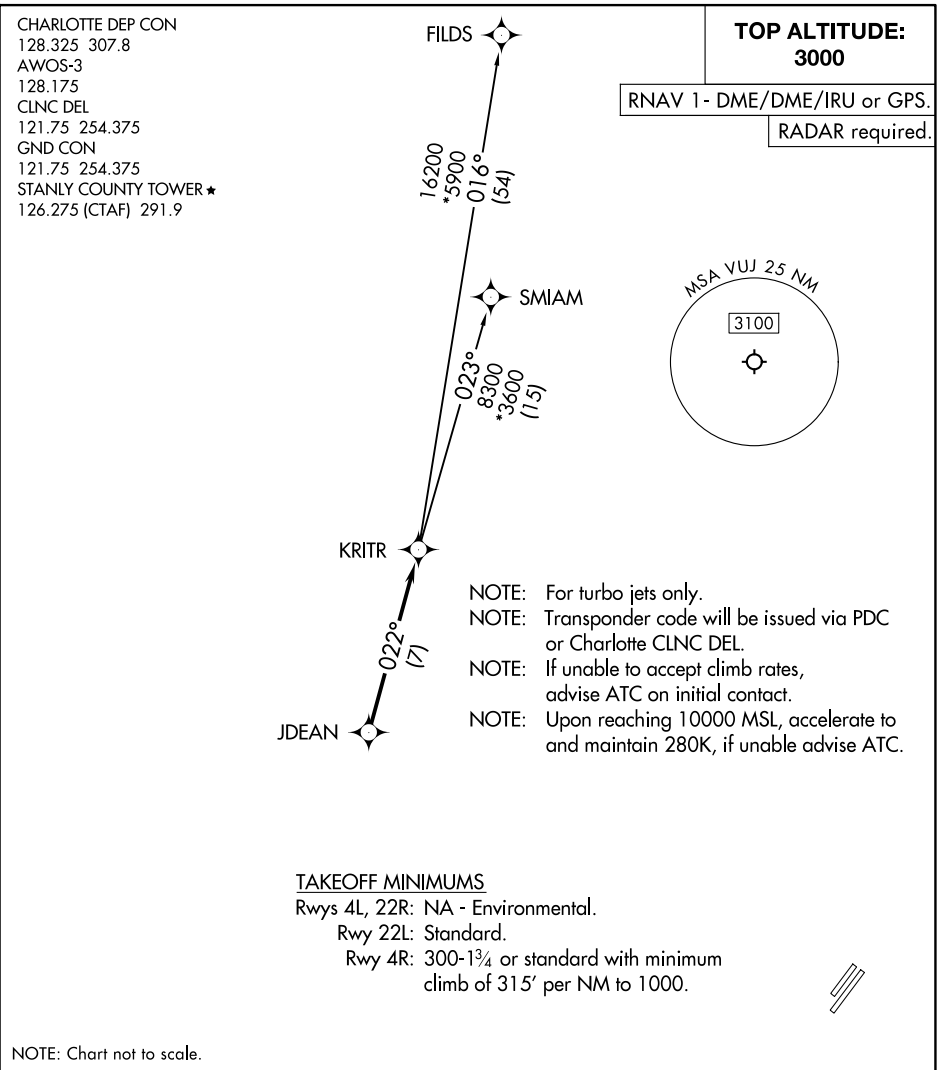 CHARLOTTE DEP CON
128.325 307.8
AWOS-3
128.175
CLNC DEL
121.75 254.375
GND CON
121.75 254.375
STANLY COUNTY TOWER ★
126.275 (CTAF) 291.9
TOP ALTITUDE:
3000
RNAV 1- DME/DME/IRU or GPS.
RADAR required.
FILDS
16200
*5900
016°
(54)
SMIAM
023°
8300
*3600
(15)
MSA VUJ 25 NM
3100
KRITR
022°
(7)
JDEAN
NOTE: For turbo jets only.
NOTE: Transponder code will be issued via PDC
or Charlotte CLNC DEL.
NOTE: If unable to accept climb rates,
advise ATC on initial contact.
NOTE: Upon reaching 10000 MSL, accelerate to
and maintain 280K, if unable advise ATC.
TAKEOFF MINIMUMS
Rwys 4L, 22R: NA - Environmental.
Rwy 22L: Standard.
Rwy 4R: 300-1¾ or standard with minimum
climb of 315' per NM to 1000.
NOTE: Chart not to scale.